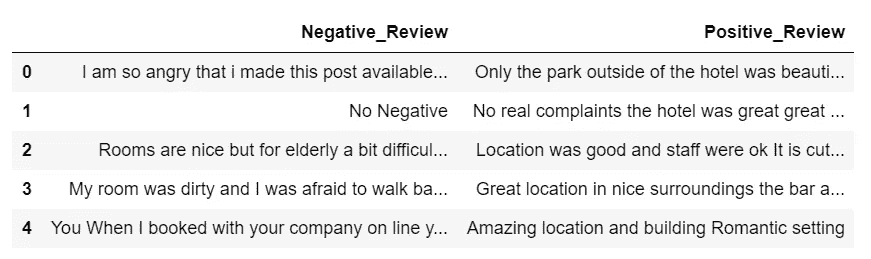 Negative_Review Positive_Review
0 I am so angry that i made this post available... Only the park outside of the hotel was beauti...
1 No Negative No real complaints the hotel was great great ...
2 Rooms are nice but for elderly a bit difficul... Location was good and staff were ok It is cut...
3 My room was dirty and I was afraid to walk ba... Great location in nice surroundings the bar a...
4 You When I booked with your company on line y... Amazing location and building Romantic setting